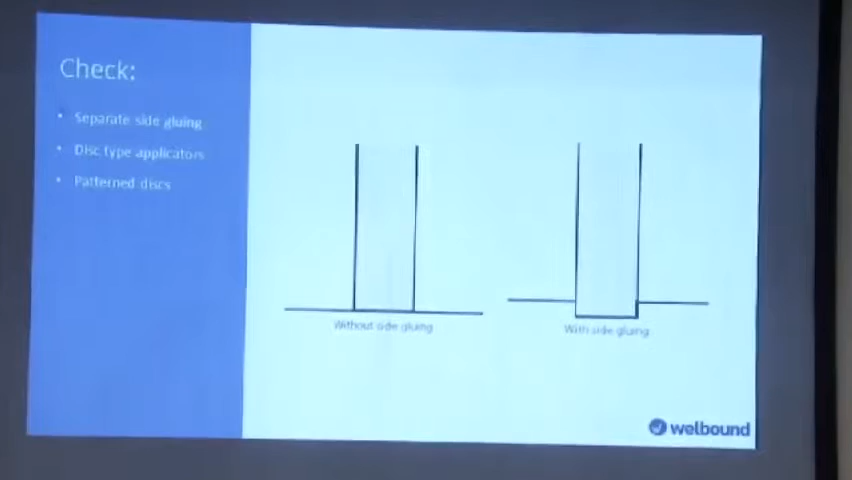 Check:
• Separate side gluing
• Disc type applicators
• Patterned discs
Without side gluing
With side gluing
welbound